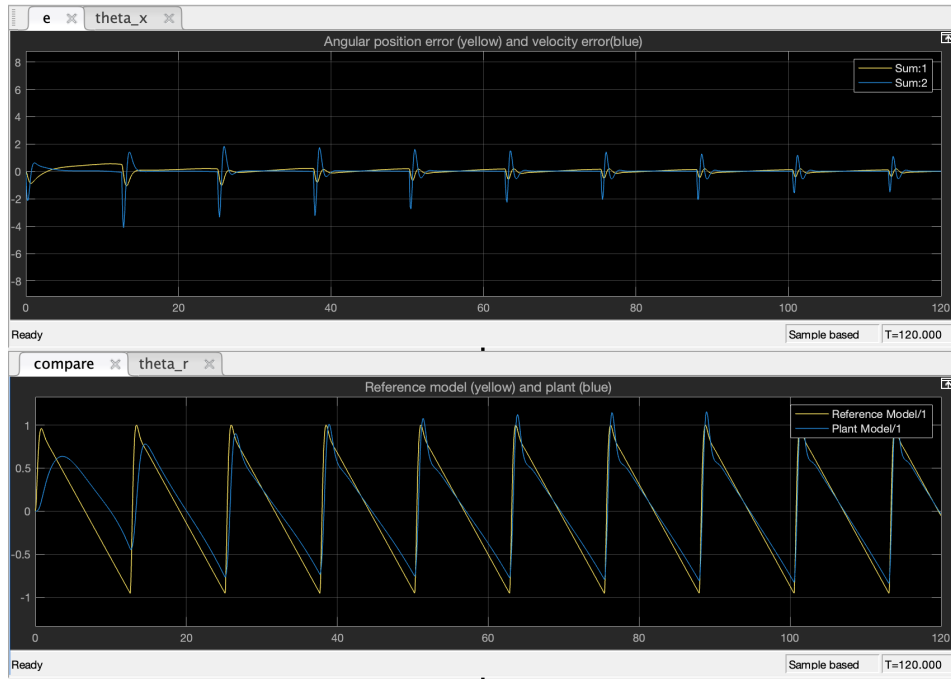 e theta_x
Angular position error (yellow) and velocity error(blue)
8
6
4
2
0
-2
-4
-6
-8
Sum:1
Sum:2
0 20 40 60 80 100 120
Ready Sample based T=120.000
compare theta_r
Reference model (yellow) and plant (blue)
1
0.5
0
-0.5
-1
Reference Model/1
Plant Model/1
0 20 40 60 80 100 120
Ready Sample based T=120.000